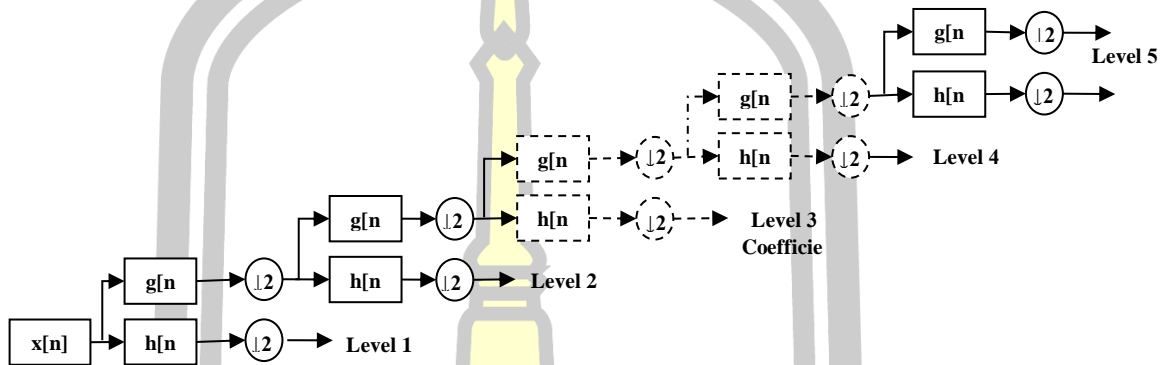 g[n
↓2
Level 5
h[n
↓2
g[n
↓2
h[n
↓2
Level 4
g[n
↓2
h[n
↓2
Level 3
Coefficie
g[n
↓2
h[n
↓2
Level 2
g[n
↓2
x[n]
h[n
↓2
Level 1